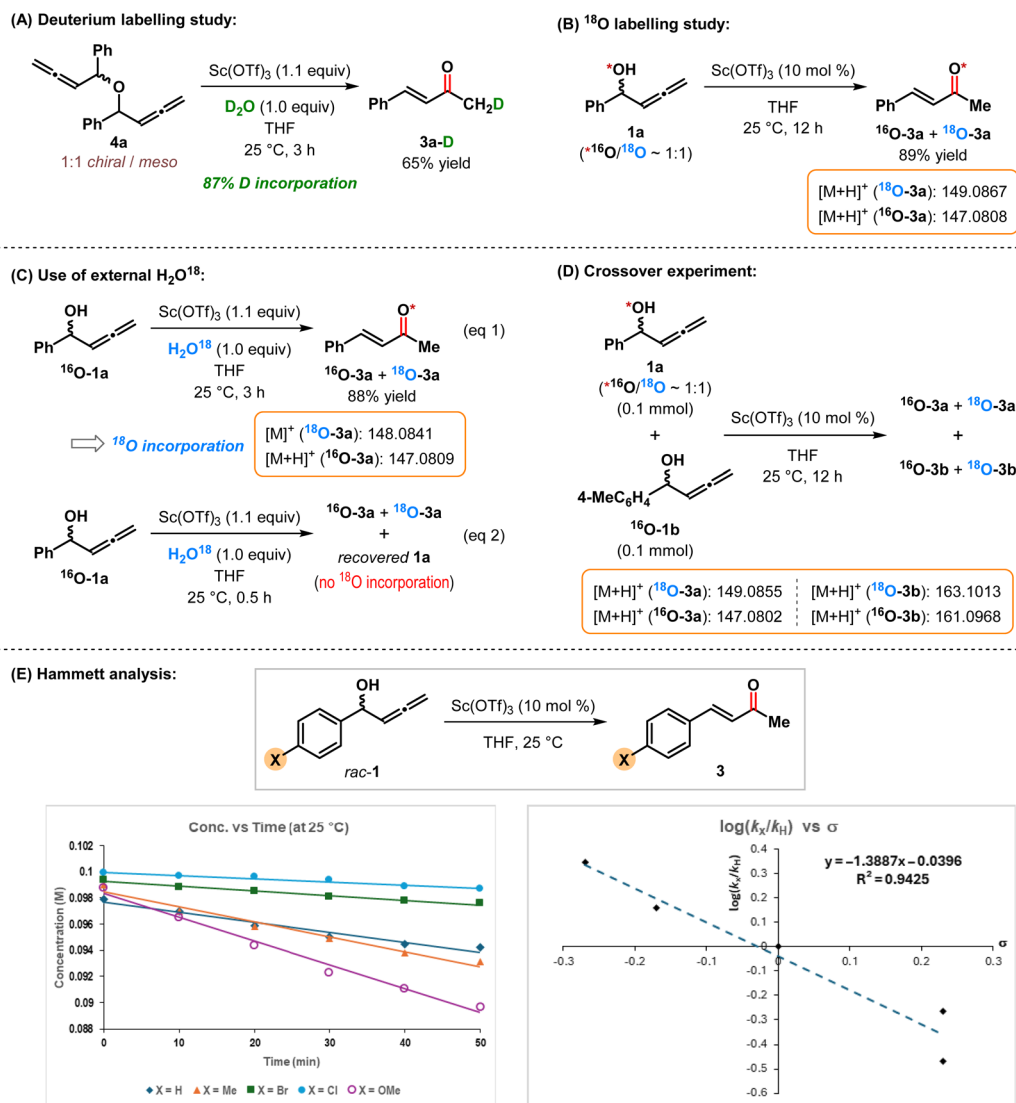 (A) Deuterium labelling study:
Ph
O
Ph
4a
1:1 chiral / meso
Sc(OTf)3 (1.1 equiv)
D2O (1.0 equiv)
THF
25 °C, 3 h
87% D incorporation
O
Ph
CH2D
3a-D
65% yield
(B) 18O labelling study:
*OH
Ph
1a
(*16O/18O ~ 1:1)
Sc(OTf)3 (10 mol %)
THF
25 °C, 12 h
O*
Ph
Me
16O-3a + 18O-3a
89% yield
[M+H]+ (18O-3a): 149.0867
[M+H]+ (16O-3a): 147.0808
(C) Use of external H2O18:
OH
Ph
16O-1a
Sc(OTf)3 (1.1 equiv)
H2O18 (1.0 equiv)
THF
25 °C, 3 h
O*
Ph
Me
(eq 1)
16O-3a + 18O-3a
88% yield
18O incorporation
[M]+ (18O-3a): 148.0841
[M+H]+ (16O-3a): 147.0809
OH
Ph
16O-1a
Sc(OTf)3 (1.1 equiv)
H2O18 (1.0 equiv)
THF
25 °C, 0.5 h
16O-3a + 18O-3a
+
(eq 2)
recovered 1a
(no 18O incorporation)
(D) Crossover experiment:
*OH
Ph
1a
(*16O/18O ~ 1:1)
(0.1 mmol)
+
OH
4-MeC6H4
16O-1b
(0.1 mmol)
Sc(OTf)3 (10 mol %)
THF
25 °C, 12 h
16O-3a + 18O-3a
+
16O-3b + 18O-3b
[M+H]+ (18O-3a): 149.0855
[M+H]+ (16O-3a): 147.0802
[M+H]+ (18O-3b): 163.1013
[M+H]+ (16O-3b): 161.0968
(E) Hammett analysis:
OH
X
rac-1
Sc(OTf)3 (10 mol %)
THF, 25 °C
O
Me
X
3
Conc. vs Time (at 25 °C)
Concentration (M)
0.102
0.1
0.098
0.096
0.094
0.092
0.09
0.088
0 10 20 30 40 50
Time (min)
X = H X = Me X = Br X = Cl X = OMe
log(kX/kH) vs σ
log(kX/kH)
y = −1.3887x − 0.0396
R2 = 0.9425
0.4
0.3
0.2
0.1
0
-0.1
-0.2
-0.3
-0.4
-0.5
-0.6
σ
-0.3 -0.2 -0.1 0 0.1 0.2 0.3